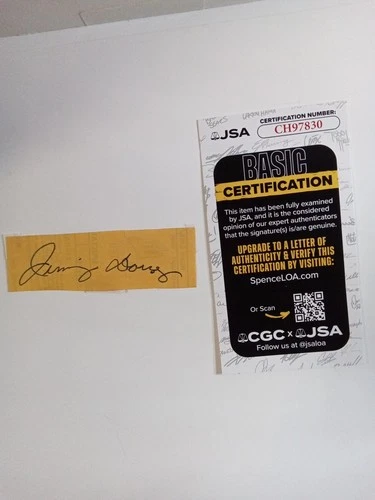 Jimmy Dorsey
JSA
CERTIFICATION NUMBER:
CH97830
BASIC
CERTIFICATION
This item has been fully examined
by JSA, and it is the considered
opinion of our expert authenticators
that the signature(s) is/are genuine.
UPGRADE TO A LETTER OF
AUTHENTICITY & VERIFY THIS
CERTIFICATION BY VISITING:
SpenceLOA.com
Or Scan
CGC x JSA
Follow us at @jsaloa